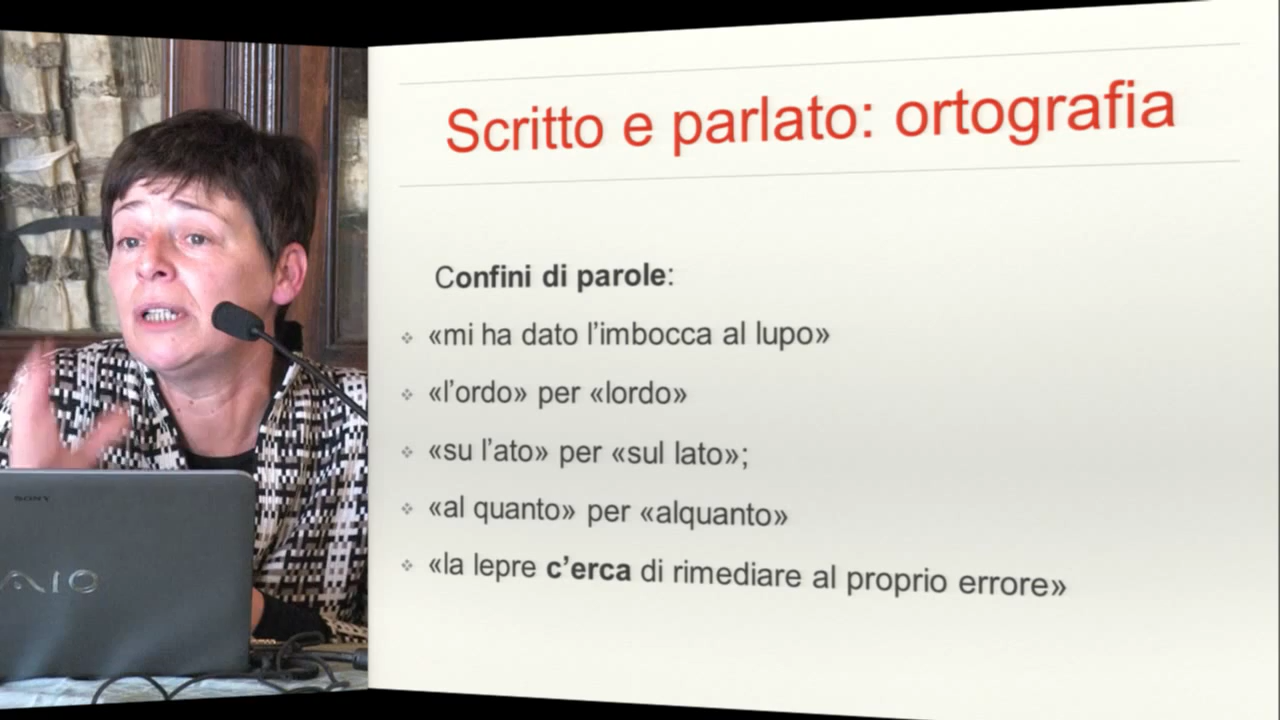 Scritto e parlato: ortografia
Confini di parole:
«mi ha dato l’imbocca al lupo»
«l’ordo» per «lordo»
«su l’ato» per «sul lato»;
«al quanto» per «alquanto»
«la lepre c’erca di rimediare al proprio errore»
SONY
AIO